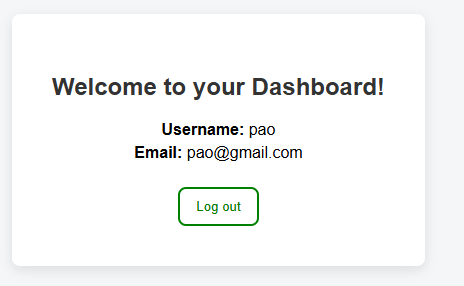 Welcome to your Dashboard!
Username: pao
Email: pao@gmail.com
Log out